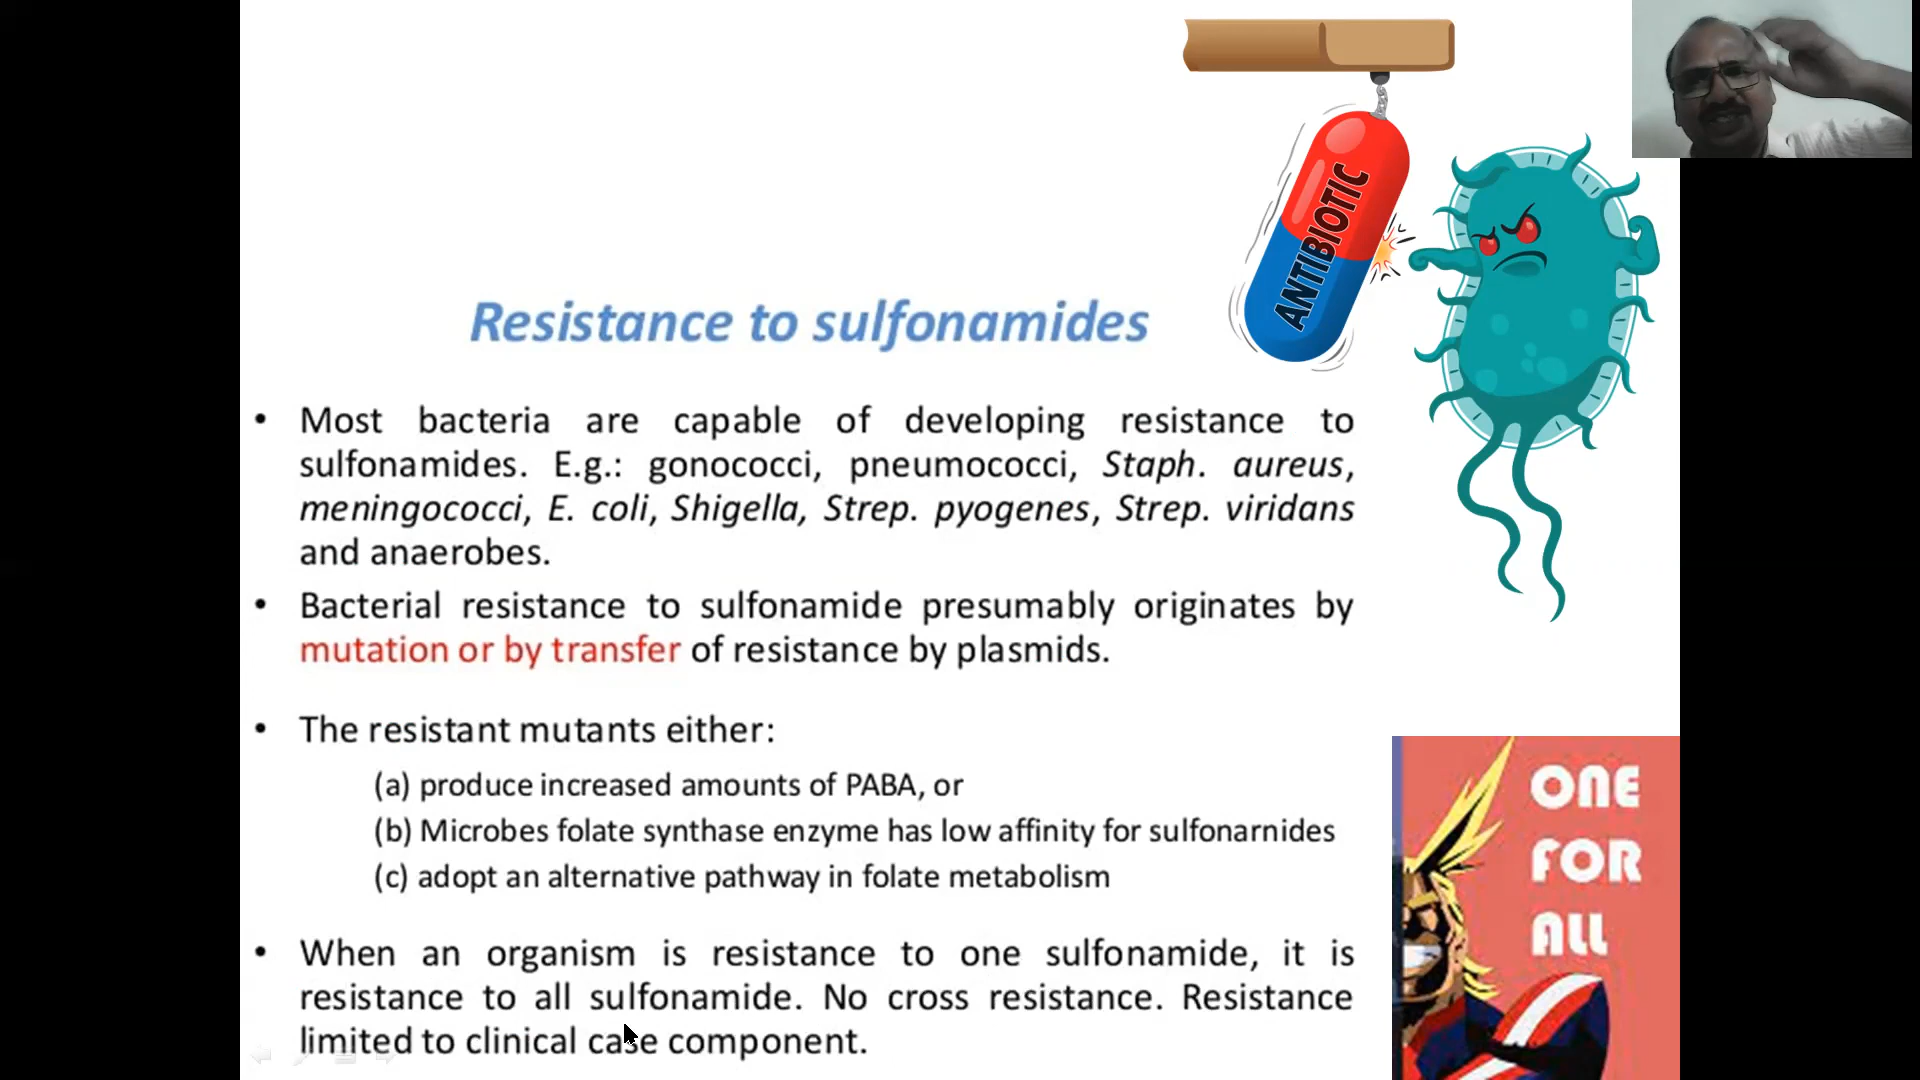 ANTIBIOTIC
Resistance to sulfonamides
• Most bacteria are capable of developing resistance to
sulfonamides. E.g.: gonococci, pneumococci, Staph. aureus,
meningococci, E. coli, Shigella, Strep. pyogenes, Strep. viridans
and anaerobes.
• Bacterial resistance to sulfonamide presumably originates by
mutation or by transfer of resistance by plasmids.
• The resistant mutants either:
(a) produce increased amounts of PABA, or
(b) Microbes folate synthase enzyme has low affinity for sulfonarnides
(c) adopt an alternative pathway in folate metabolism
• When an organism is resistance to one sulfonamide, it is
resistance to all sulfonamide. No cross resistance. Resistance
limited to clinical case component.
ONE
FOR
ALL